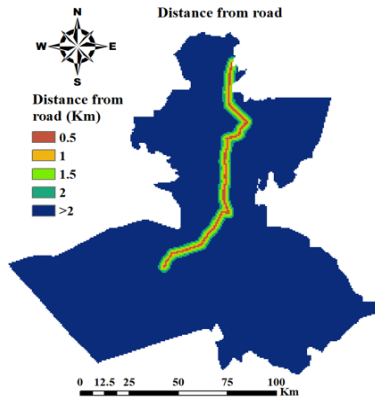 Distance from road
N
W E
S
Distance from
road (Km)
0.5
1
1.5
2
>2
0 12.5 25 50 75 100
Km